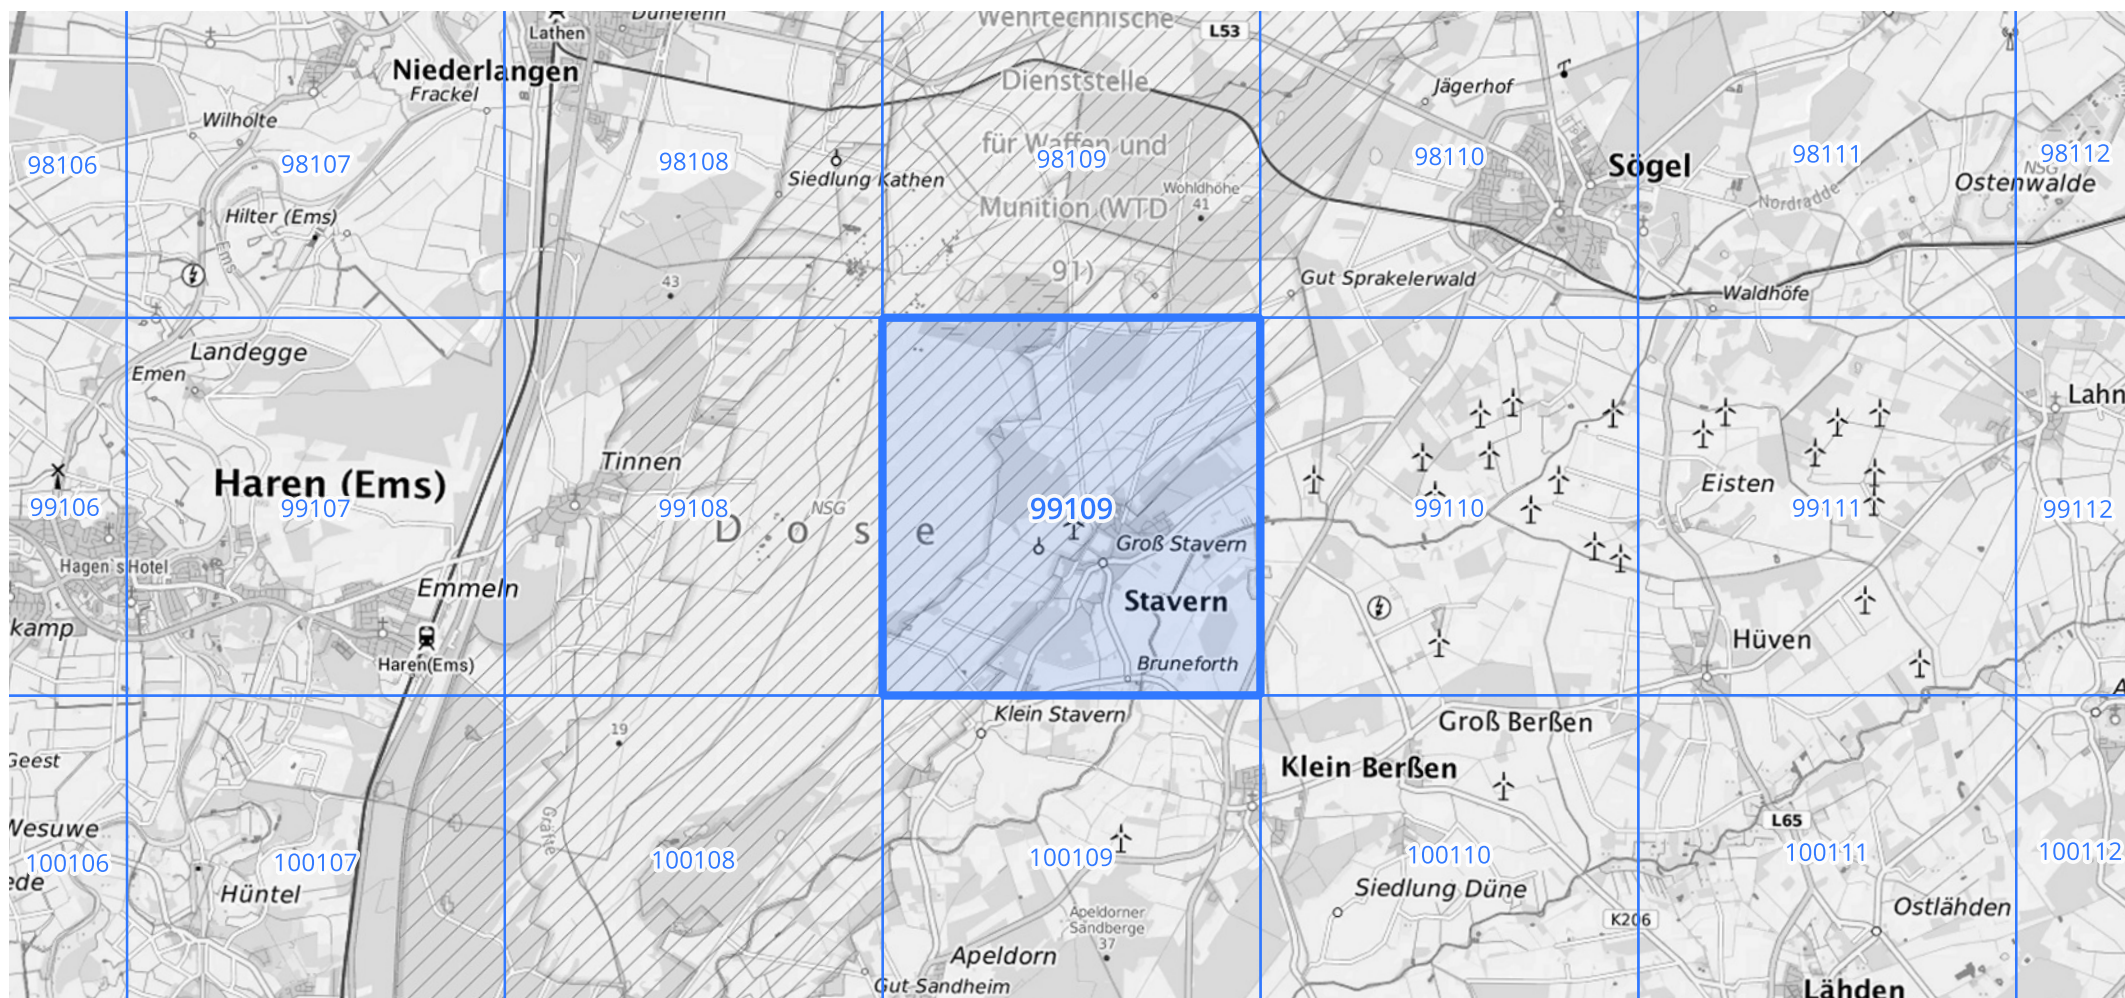 Dünefehn
Wehrtechnische
Lathen
L53
Niederlangen
Dienststelle
Jägerhof
Frackel
Wilholte
für Waffen und
98106
98107
98108
98109
98110
Sögel
98111
98112
NSG
Siedlung Kathen
Wohldhöhe
41
Ostenwalde
Nordradde
Hilter (Ems)
Munition (WTD
Ems
91)
43
Gut Sprakelerwald
Waldhöfe
Landegge
Emen
Lahn
Tinnen
Haren (Ems)
Eisten
99106
99107
99108
NSG
99109
99110
99111
99112
D o s e
Groß Stavern
Hagen`s Hotel
Emmeln
Stavern
kamp
Hüven
Haren(Ems)
Bruneforth
A
Klein Stavern
Groß Berßen
19
Geest
Klein Berßen
L65
Wesuwe
Gräfte
100106
100107
100108
100109
100110
100111
100112
ede
Hüntel
Siedlung Düne
Ostlähden
Apeldorner
Sandberge
37
K206
Apeldorn
Gut Sandheim
Lähden